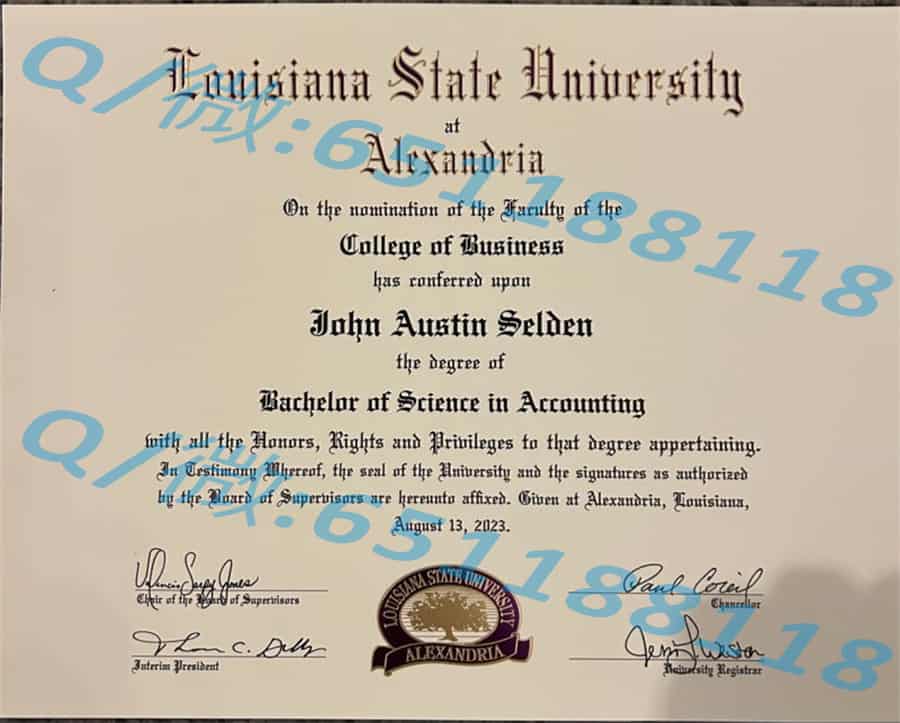 Louisiana State University
at
Alexandria
On the nomination of the Faculty of the
College of Business
has conferred upon
John Austin Selden
the degree of
Bachelor of Science in Accounting
with all the Honors, Rights and Privileges to that degree appertaining.
In Testimony Whereof, the seal of the University and the signatures as authorized
by the Board of Supervisors are hereunto affixed. Given at Alexandria, Louisiana,
August 13, 2023.
Chair of the Board of Supervisors
Paul Coreil
Chancellor
Interim President
University Registrar
LOUISIANA STATE UNIVERSITY
ALEXANDRIA
Q/微:651188118
Q/微:651188118